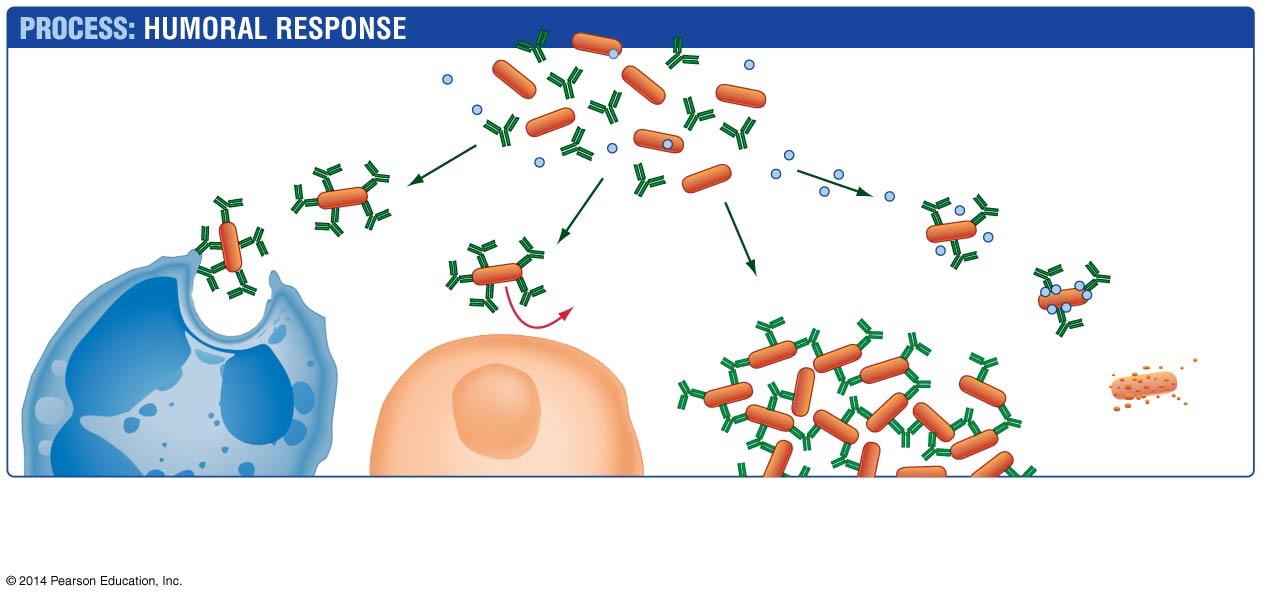 PROCESS: HUMORAL RESPONSE
© 2014 Pearson Education, Inc.